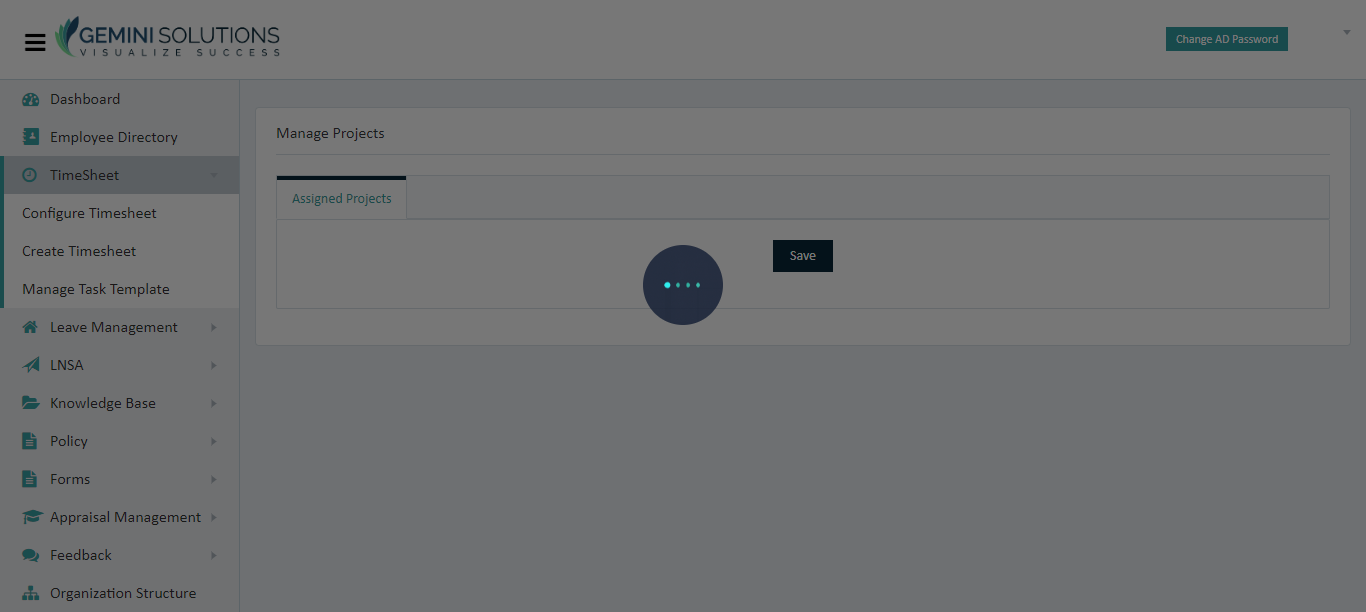 GEMINI SOLUTIONS
VISUALIZE SUCCESS
Change AD Password
Dashboard
Employee Directory
TimeSheet
Configure Timesheet
Create Timesheet
Manage Task Template
Leave Management
LNSA
Knowledge Base
Policy
Forms
Appraisal Management
Feedback
Organization Structure
Manage Projects
Assigned Projects
Save